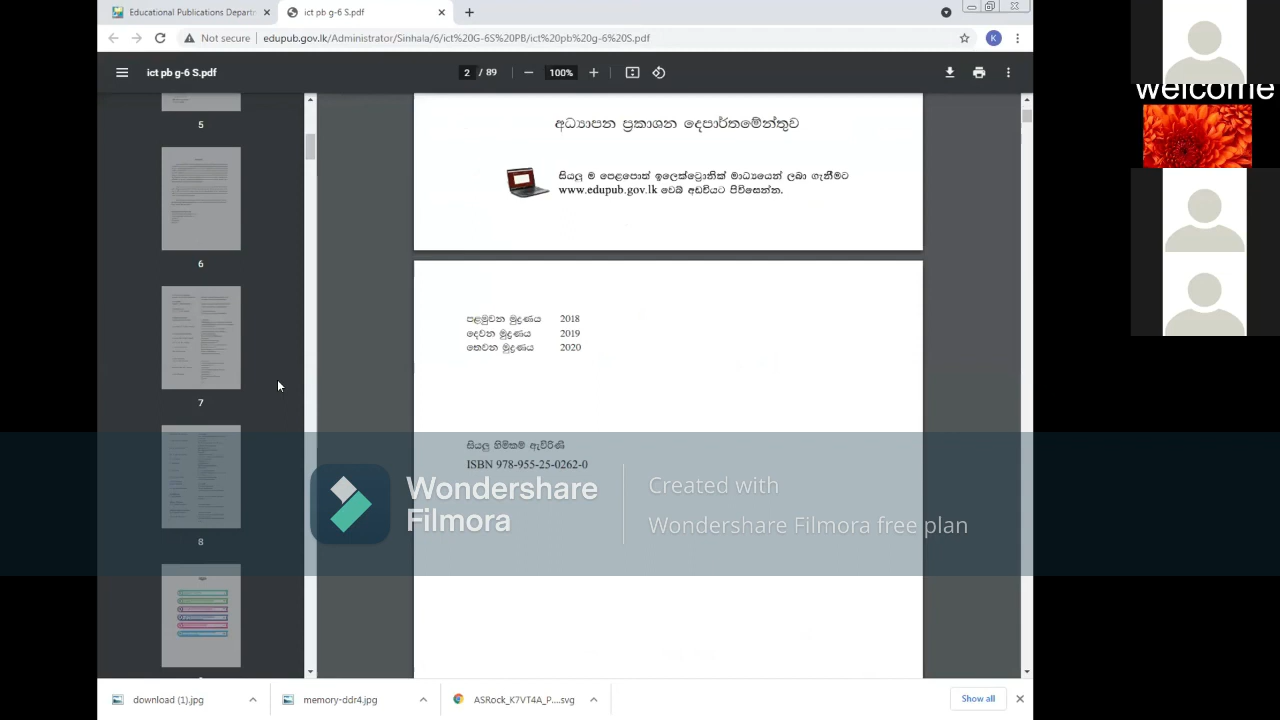 Educational Publications Departm
ict pb g-6 S.pdf
welcome
Not secure
edupub.gov.lk/Administrator/Sinhala/6/ict%20G-6S%20PB/ict%20pb%20g-6%20S.pdf
K
ict pb g-6 S.pdf
2 / 89
100%
5
6
7
8
අධ්‍යාපන ප්‍රකාශන දෙපාර්තමේන්තුව
සියලු ම පෙළපොත් ඉලෙක්ට්‍රොනික් මාධ්‍යයෙන් ලබා ගැනීමට
www.edupub.gov.lk වෙබ් අඩවියට පිවිසෙන්න.
පළමුවන මුද්‍රණය 2018
දෙවන මුද්‍රණය 2019
තෙවන මුද්‍රණය 2020
සියලු හිමිකම් ඇවිරිණි
ISBN 978-955-25-0262-0
Wondershare
Filmora
Created with
Wondershare Filmora free plan
download (1).jpg
memory-ddr4.jpg
ASRock_K7VT4A_P....svg
Show all